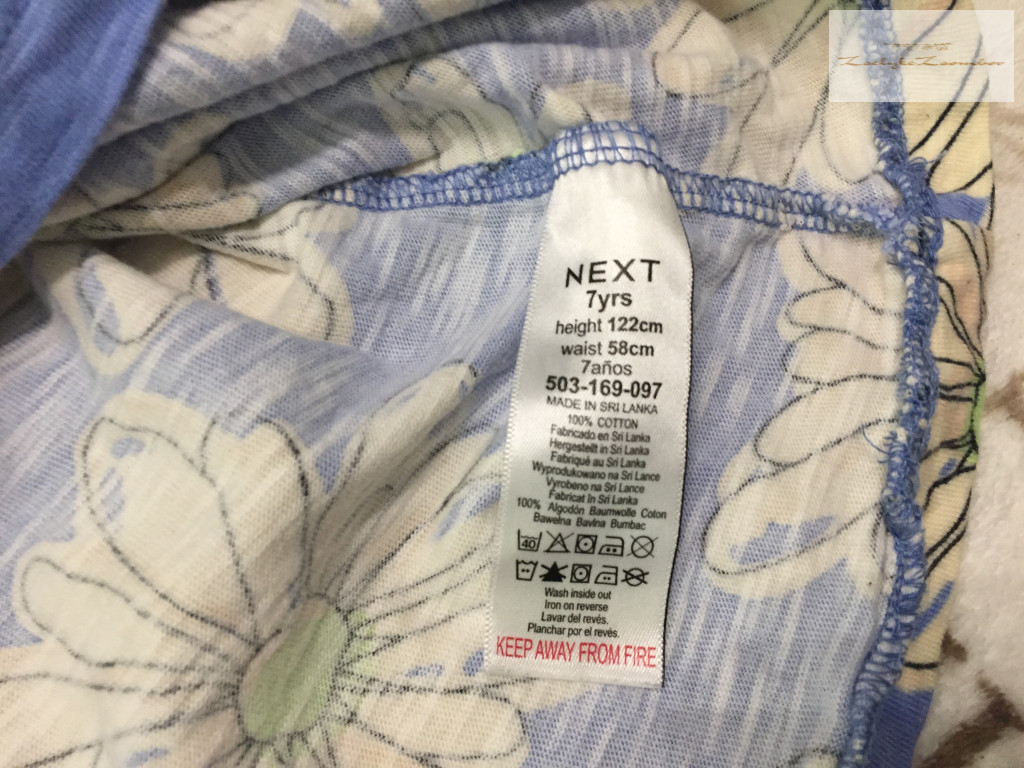 NEXT
7yrs
height 122cm
waist 58cm
7años
503-169-097
MADE IN SRI LANKA
100% COTTON
Fabricado en Sri Lanka
Hergestellt in Sri Lanka
Fabriqué au Sri Lanka
Wyprodukowano na Sri Lance
Vyrobeno na Sri Lance
Fabricat în Sri Lanka
100% Algodón Baumwolle Coton
Bawełna Bavlna Bumbac
40
Wash inside out
Iron on reverse
Lavar del revés.
Planchar por el revés.
KEEP AWAY FROM FIRE